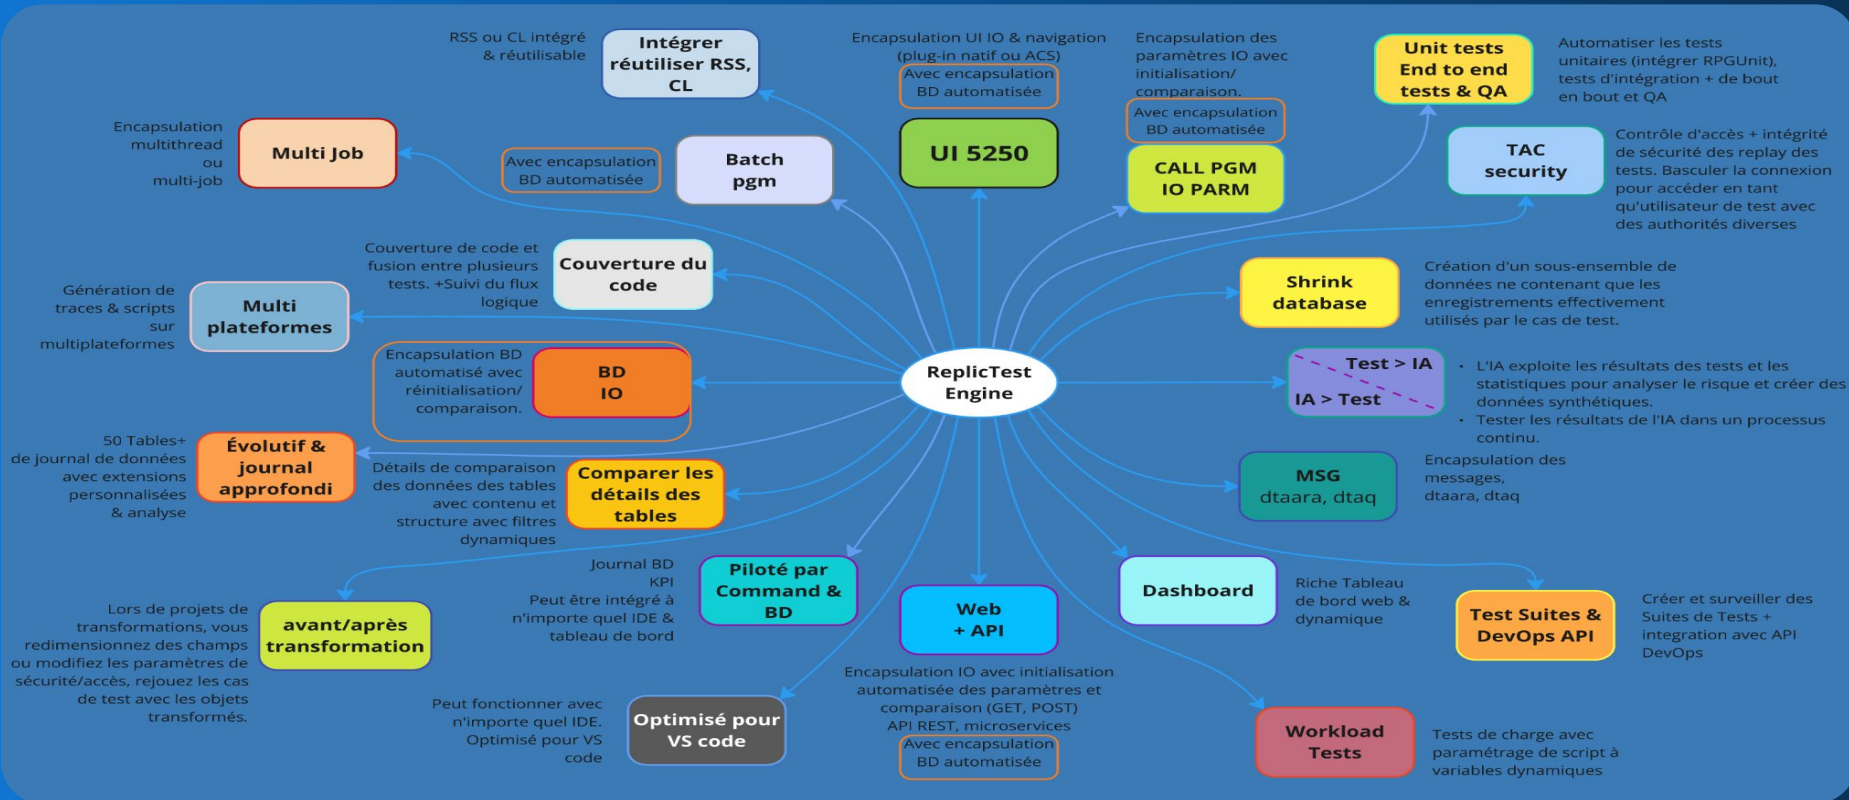 RSS ou CL intégré
& réutilisable
Intégrer
réutiliser RSS,
CL
Encapsulation UI IO & navigation
(plug-in natif ou ACS)
Avec encapsulation
BD automatisée
UI 5250
Encapsulation des
paramètres IO avec
initialisation/
comparaison.
Avec encapsulation
BD automatisée
CALL PGM
IO PARM
Unit tests
End to end
tests & QA
Automatiser les tests
unitaires (intégrer RPGUnit),
tests d'intégration + de bout
en bout et QA
Encapsulation
multithread
ou
multi-job
Multi Job
Avec encapsulation
BD automatisée
Batch
pgm
TAC
security
Contrôle d'accès + intégrité
de sécurité des replay des
tests. Basculer la connexion
pour accéder en tant
qu'utilisateur de test avec
des authorités diverses
Couverture de code et
fusion entre plusieurs
tests. +Suivi du flux
logique
Couverture du
code
Shrink
database
Création d'un sous-ensemble de
données ne contenant que les
enregistrements effectivement
utilisés par le cas de test.
Génération de
traces & scripts
sur
multiplateformes
Multi
plateformes
Encapsulation BD
automatisé avec
réinitialisation/
comparaison.
BD
IO
ReplicTest
Engine
Test > IA
IA > Test
• L'IA exploite les résultats des tests et les
statistiques pour analyser le risque et créer des
données synthétiques.
• Tester les résultats de l'IA dans un processus
continu.
50 Tables+
de journal de données
avec extensions
personnalisées
& analyse
Évolutif &
journal
approfondi
Détails de comparaison
des données des tables
avec contenu et
structure avec filtres
dynamiques
Comparer les
détails des
tables
MSG
dtaara, dtaq
Encapsulation des
messages,
dtaara, dtaq
Journal BD
KPI
Peut être intégré à
n'importe quel IDE &
tableau de bord
Piloté par
Command &
BD
Web
+ API
Encapsulation IO avec initialisation
automatisée des paramètres et
comparaison (GET, POST)
API REST, microservices
Avec encapsulation
BD automatisée
Dashboard
Riche Tableau
de bord web &
dynamique
Test Suites &
DevOps API
Créer et surveiller des
Suites de Tests +
integration avec API
DevOps
Lors de projets de
transformations, vous
redimensionnez des champs
ou modifiez les paramètres de
sécurité/accès, rejouez les cas
de test avec les objets
transformés.
avant/après
transformation
Peut fonctionner avec
n'importe quel IDE.
Optimisé pour VS
code
Optimisé pour
VS code
Workload
Tests
Tests de charge avec
paramétrage de script à
variables dynamiques